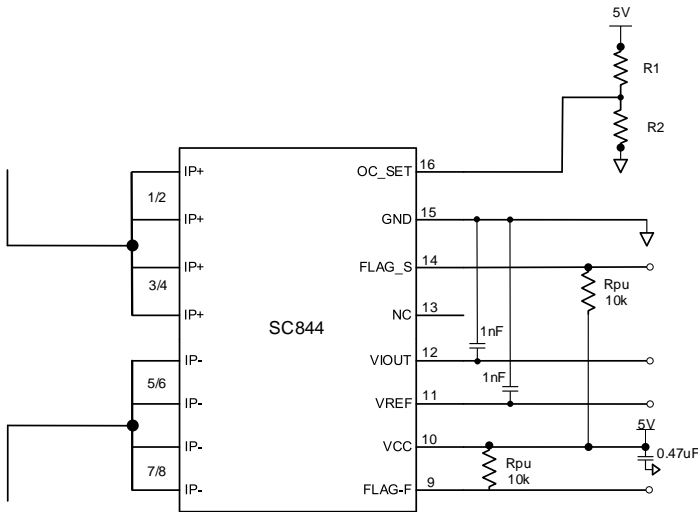 5V
R1
R2
IP+
OC_SET
16
1/2
IP+
GND
15
IP+
FLAG_S
14
3/4
Rpu
10k
IP+
NC
13
SC844
1nF
IP-
VIOUT
12
5/6
1nF
IP-
VREF
11
IP-
VCC
10
5V
0.47uF
7/8
Rpu
10k
IP-
FLAG-F
9